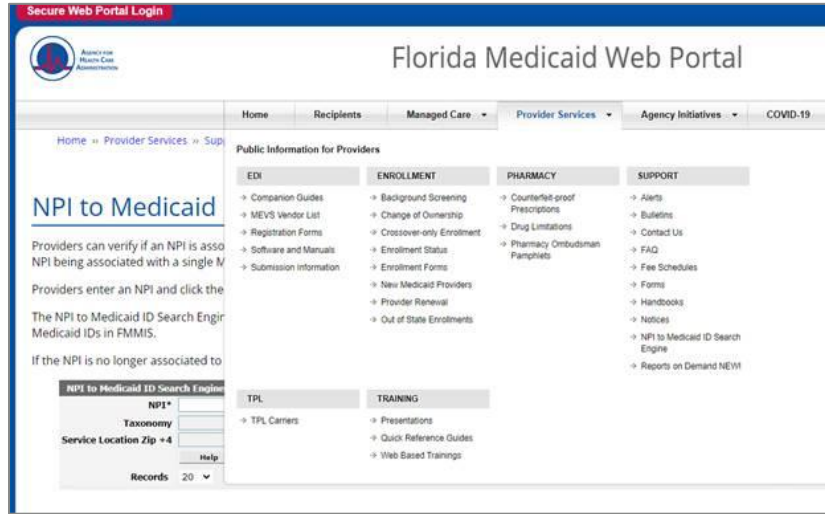 Secure Web Portal Login
AGENCY FOR
HEALTH CARE
ADMINISTRATION
Florida Medicaid Web Portal
Home Recipients Managed Care Provider Services Agency Initiatives COVID-19
Home » Provider Services » Sup
Public Information for Providers
EDI
Companion Guides
MEVS Vendor List
Registration Forms
Software and Manuals
Submission Information
ENROLLMENT
Background Screening
Change of Ownership
Crossover-only Enrollment
Enrollment Status
Enrollment Forms
New Medicaid Providers
Provider Renewal
Out of State Enrollments
PHARMACY
Counterfeit-proof
Prescriptions
Drug Limitations
Pharmacy Ombudsman
Pamphlets
SUPPORT
Alerts
Bulletins
Contact Us
FAQ
Fee Schedules
Forms
Handbooks
Notices
NPI to Medicaid ID Search
Engine
Reports on Demand NEW!
TPL
TPL Carriers
TRAINING
Presentations
Quick Reference Guides
Web Based Trainings
NPI to Medicaid
Providers can verify if an NPI is asso
NPI being associated with a single M
Providers enter an NPI and click the
The NPI to Medicaid ID Search Engin
Medicaid IDs in FMMIS.
If the NPI is no longer associated to
NPI to Medicaid ID Search Engine
NPI*
Taxonomy
Service Location Zip +4
Help
Records 20